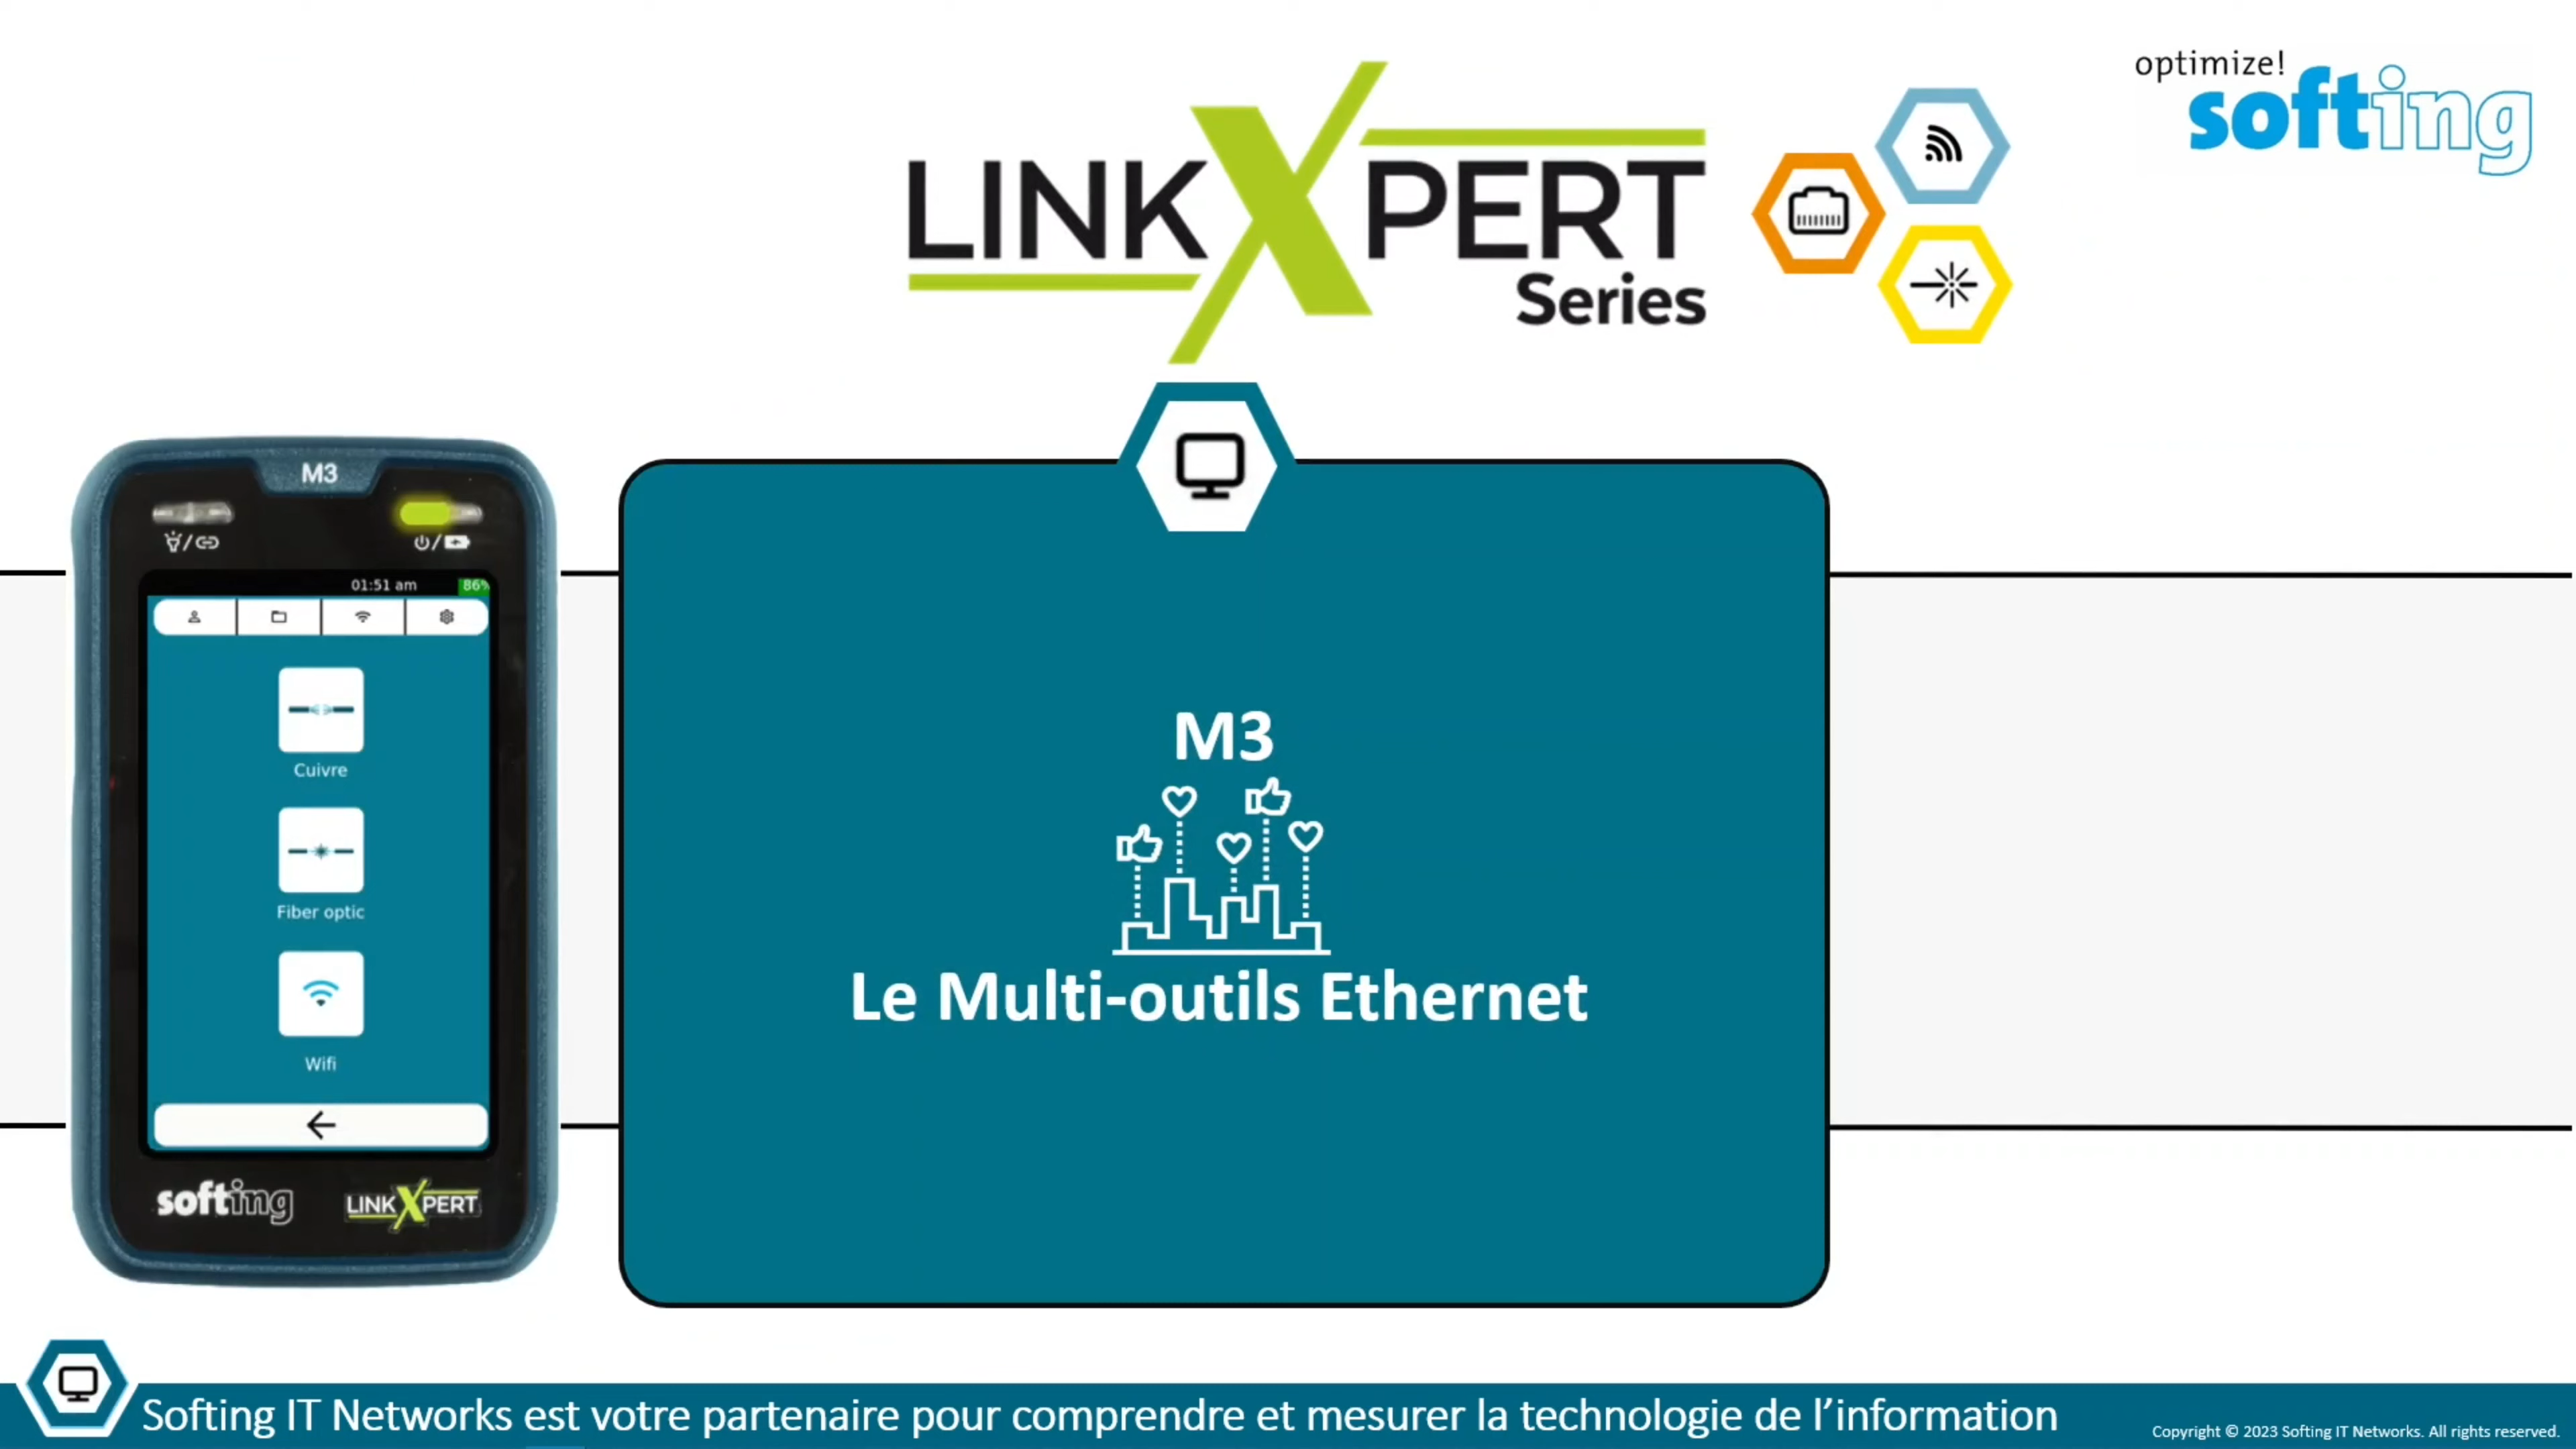 optimize!
softing
LINKXPERT
Series
M3
01:51 am 86%
Cuivre
Fiber optic
Wifi
softing LINKXPERT
M3
Le Multi-outils Ethernet
Softing IT Networks est votre partenaire pour comprendre et mesurer la technologie de l’information
Copyright © 2023 Softing IT Networks. All rights reserved.